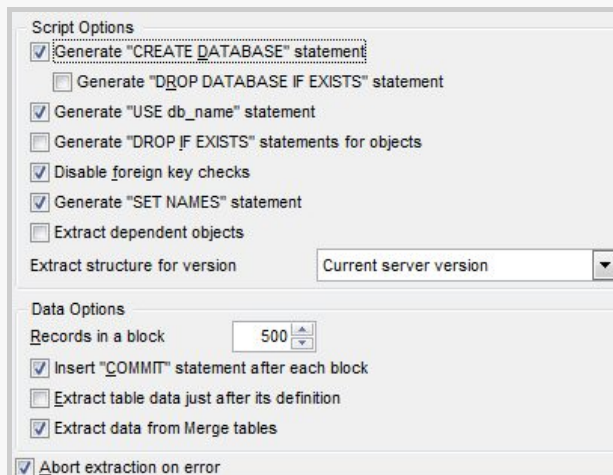 Script Options
Generate "CREATE DATABASE" statement
Generate "DROP DATABASE IF EXISTS" statement
Generate "USE db_name" statement
Generate "DROP IF EXISTS" statements for objects
Disable foreign key checks
Generate "SET NAMES" statement
Extract dependent objects
Extract structure for version Current server version
Data Options
Records in a block 500
Insert "COMMIT" statement after each block
Extract table data just after its definition
Extract data from Merge tables
Abort extraction on error